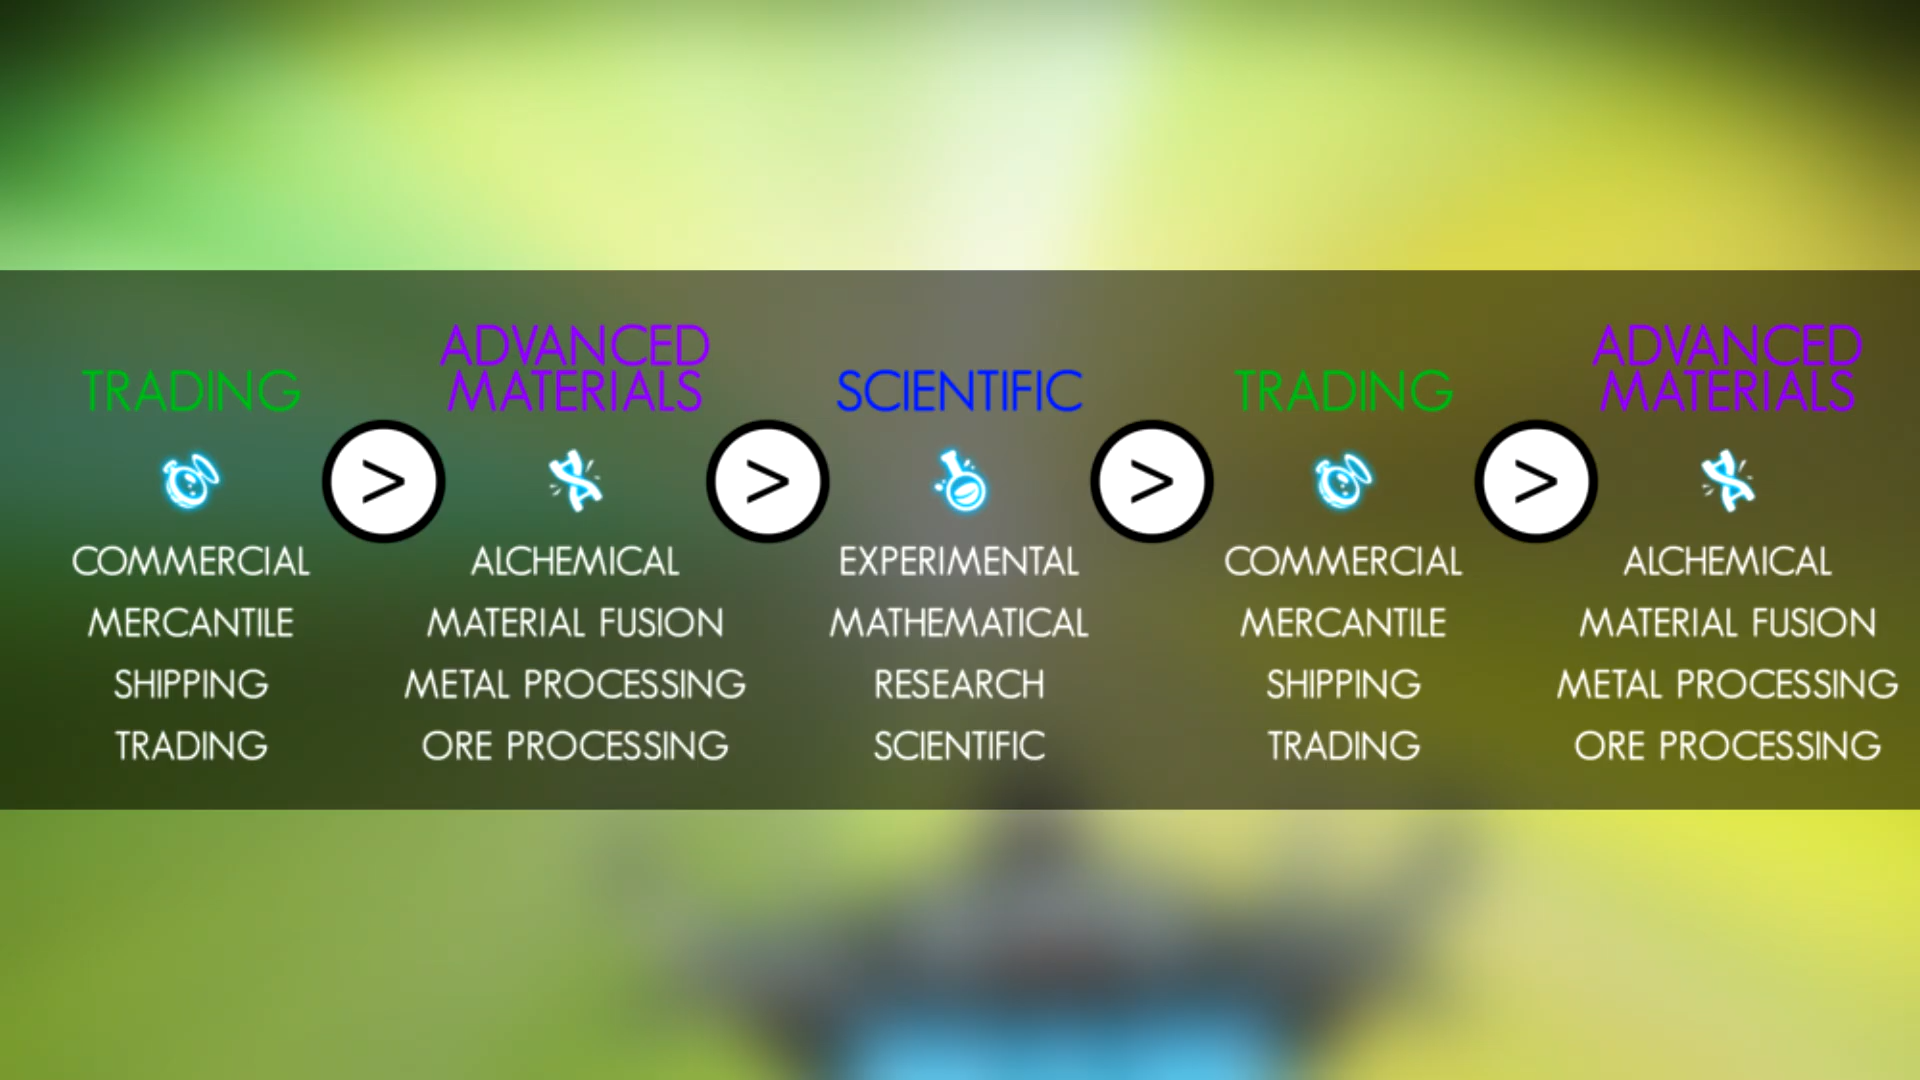 TRADING
COMMERCIAL
MERCANTILE
SHIPPING
TRADING
>
ADVANCED
MATERIALS
ALCHEMICAL
MATERIAL FUSION
METAL PROCESSING
ORE PROCESSING
>
SCIENTIFIC
EXPERIMENTAL
MATHEMATICAL
RESEARCH
SCIENTIFIC
>
TRADING
COMMERCIAL
MERCANTILE
SHIPPING
TRADING
>
ADVANCED
MATERIALS
ALCHEMICAL
MATERIAL FUSION
METAL PROCESSING
ORE PROCESSING